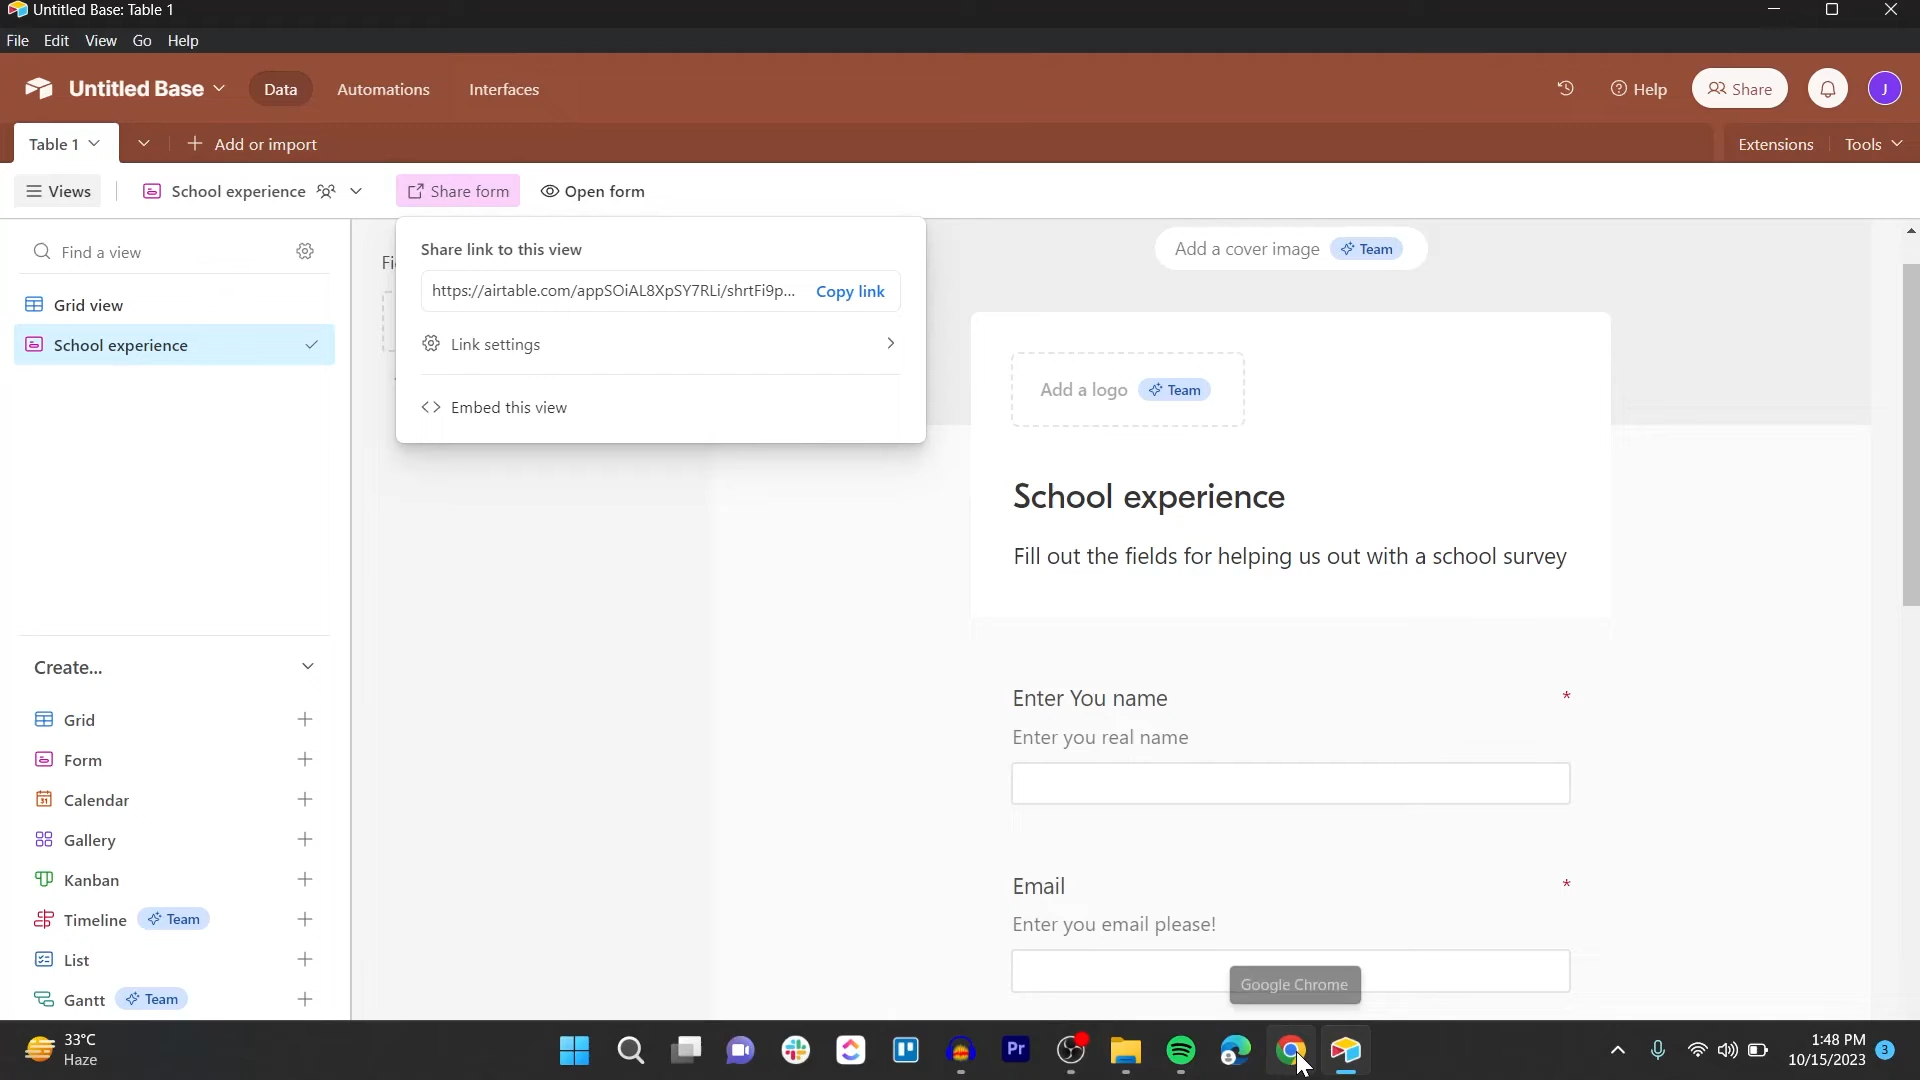 Untitled Base: Table 1
File Edit View Go Help
Untitled Base Data Automations Interfaces Help Share J
Table 1 Add or import Extensions Tools
Views School experience Share form Open form
Find a view
Grid view
School experience
Create...
Grid
Form
Calendar
Gallery
Kanban
Timeline Team
List
Gantt Team
Share link to this view
https://airtable.com/appSOiAL8XpSY7RLi/shrtFi9p... Copy link
Link settings
Embed this view
Add a cover image Team
Add a logo Team
School experience
Fill out the fields for helping us out with a school survey
Enter You name *
Enter you real name
Email *
Enter you email please!
Google Chrome
33°C
Haze
Pr
1:48 PM
10/15/2023 3